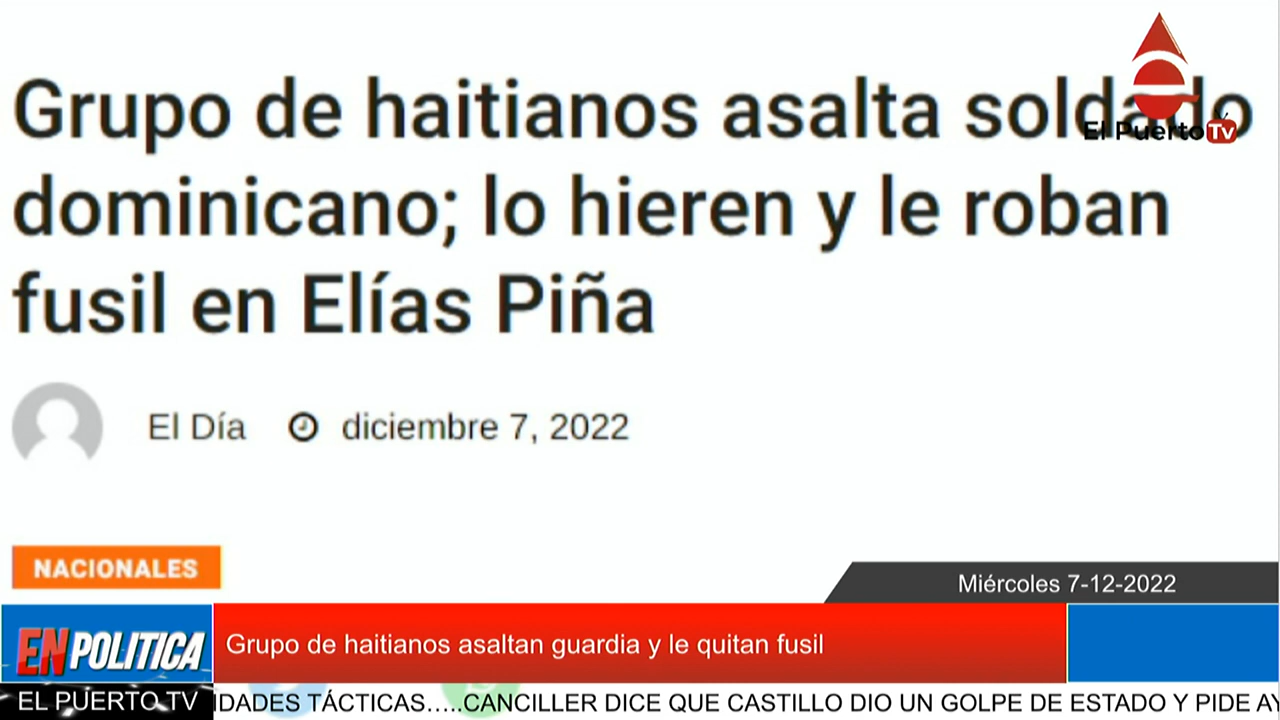 Grupo de haitianos asalta soldado
El Puerto Tv
dominicano; lo hieren y le roban
fusil en Elías Piña
El Día diciembre 7, 2022
NACIONALES
Miércoles 7-12-2022
EN POLITICA
Grupo de haitianos asaltan guardia y le quitan fusil
EL PUERTO TV
IDADES TÁCTICAS.....CANCILLER DICE QUE CASTILLO DIO UN GOLPE DE ESTADO Y PIDE AY